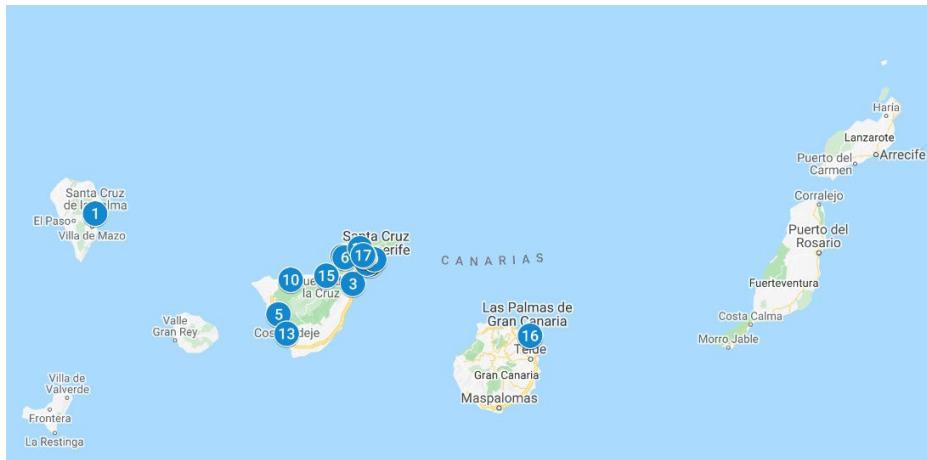 Haría
Lanzarote
Arrecife
Puerto del
Carmen
Corralejo
Puerto del
Rosario
Fuerteventura
Costa Calma
Morro Jable
CANARIAS
Santa Cruz
de la Palma
1
El Paso
Villa de Mazo
Santa Cruz
6
17
10
15
la Cruz
3
5
13
Valle
Gran Rey
Las Palmas de
Gran Canaria
16
Telde
Gran Canaria
Maspalomas
Villa de
Valverde
Frontera
La Restinga